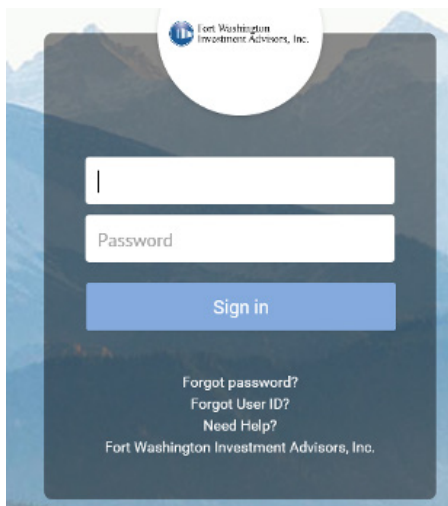 Fort Washington
Investment Advisors, Inc.
Password
Sign in
Forgot password?
Forgot User ID?
Need Help?
Fort Washington Investment Advisors, Inc.